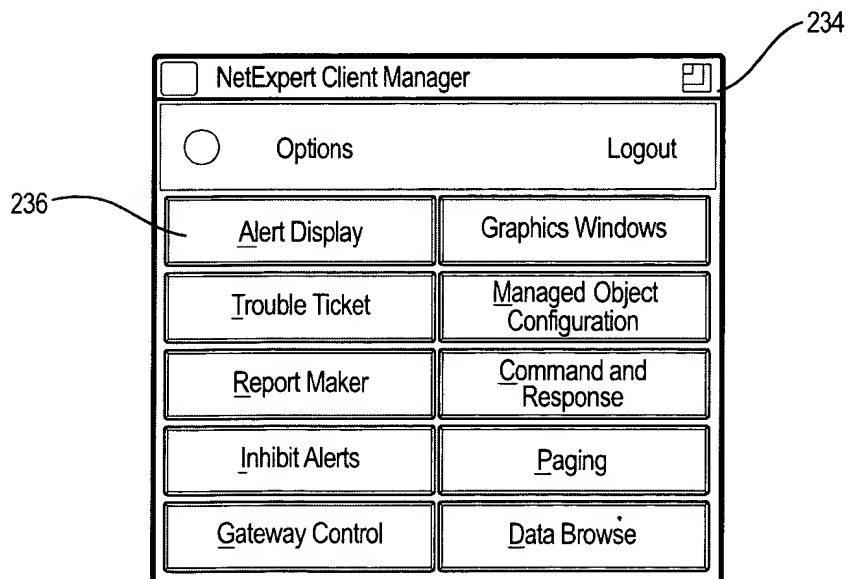 234
NetExpert Client Manager
Options Logout
236
Alert Display Graphics Windows
Trouble Ticket Managed Object
Configuration
Report Maker Command and
Response
Inhibit Alerts Paging
Gateway Control Data Browse